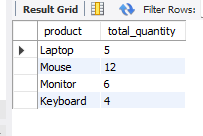 Result Grid Filter Rows:
product total_quantity
Laptop 5
Mouse 12
Monitor 6
Keyboard 4